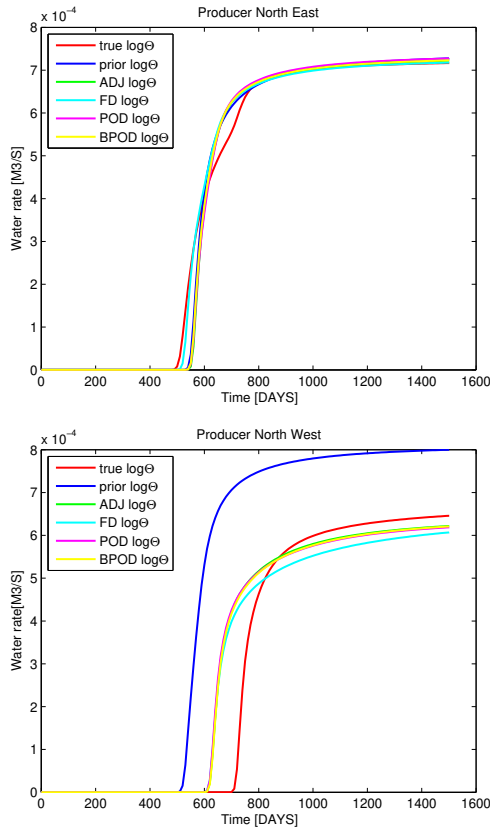 x 10⁻⁴
Producer North East
8
7
6
5
4
3
2
1
0
Water rate [M3/S]
true logΘ
prior logΘ
ADJ logΘ
FD logΘ
POD logΘ
BPOD logΘ
0 200 400 600 800 1000 1200 1400 1600
Time [DAYS]
x 10⁻⁴
Producer North West
8
7
6
5
4
3
2
1
0
Water rate[M3/S]
true logΘ
prior logΘ
ADJ logΘ
FD logΘ
POD logΘ
BPOD logΘ
0 200 400 600 800 1000 1200 1400 1600
Time [DAYS]